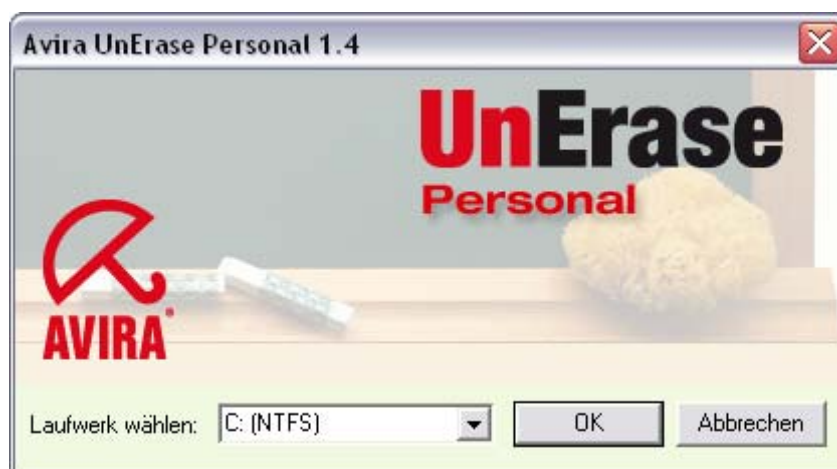 Avira UnErase Personal 1.4
UnErase
Personal
AVIRA®
Laufwerk wählen: C: (NTFS) OK Abbrechen